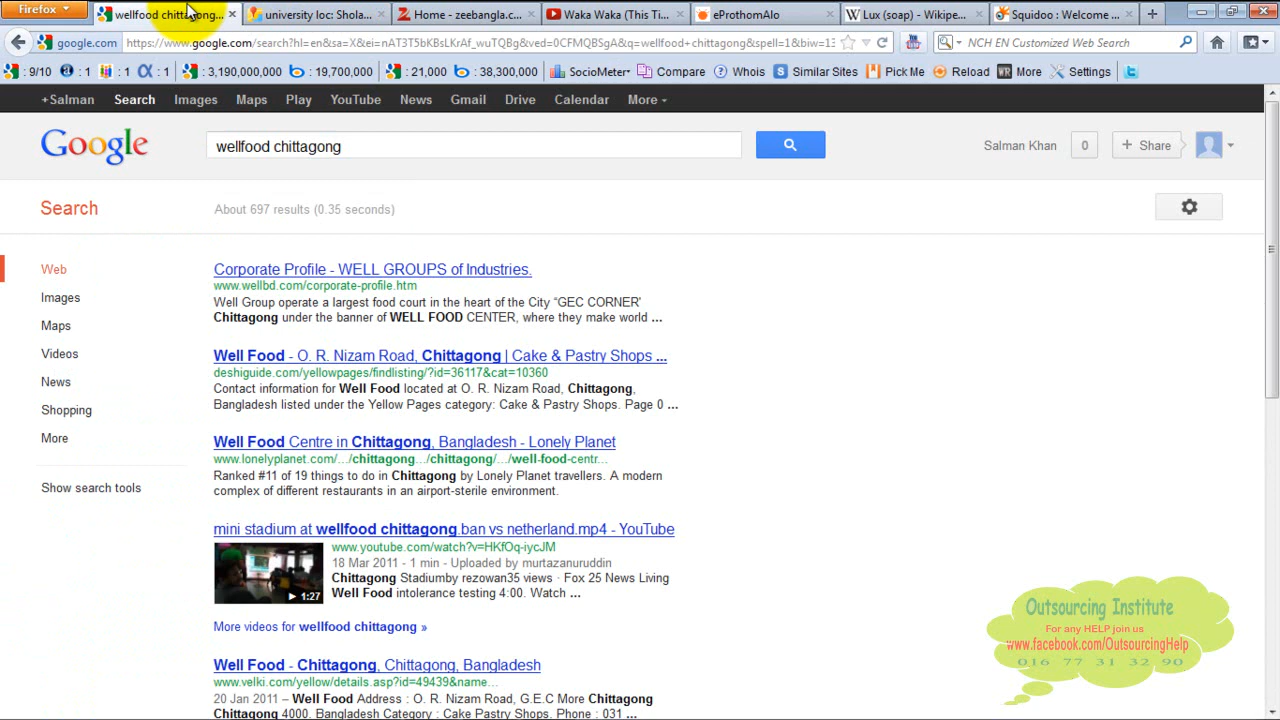 Firefox
wellfood chittagong...
university loc: Shola...
Home - zeebangla.c...
Waka Waka (This Ti...
eProthomAlo
Lux (soap) - Wikipe...
Squidoo : Welcome ...
google.com
https://www.google.com/search?hl=en&sa=X&ei=nAT3T5bKBsLKrAf_wuTQBg&ved=0CFMQBSgA&q=wellfood+chittagong&spell=1&biw=13
NCH EN Customized Web Search
: 9/10 : 1 : 1 : 1 : 3,190,000,000 : 19,700,000 : 21,000 : 38,300,000 SocioMeter Compare Whois Similar Sites Pick Me Reload More Settings
+Salman Search Images Maps Play YouTube News Gmail Drive Calendar More
Google
wellfood chittagong
Salman Khan 0 + Share
Search
About 697 results (0.35 seconds)
Web
Images
Maps
Videos
News
Shopping
More
Show search tools
Corporate Profile - WELL GROUPS of Industries.
www.wellbd.com/corporate-profile.htm
Well Group operate a largest food court in the heart of the City “GEC CORNER'
Chittagong under the banner of WELL FOOD CENTER, where they make world ...
Well Food - O. R. Nizam Road, Chittagong | Cake & Pastry Shops ...
deshiguide.com/yellowpages/findlisting/?id=36117&cat=10360
Contact information for Well Food located at O. R. Nizam Road, Chittagong,
Bangladesh listed under the Yellow Pages category: Cake & Pastry Shops. Page 0 ...
Well Food Centre in Chittagong, Bangladesh - Lonely Planet
www.lonelyplanet.com/.../chittagong.../chittagong/.../well-food-centr...
Ranked #11 of 19 things to do in Chittagong by Lonely Planet travellers. A modern
complex of different restaurants in an airport-sterile environment.
mini stadium at wellfood chittagong.ban vs netherland.mp4 - YouTube
www.youtube.com/watch?v=HKfOq-iycJM
18 Mar 2011 - 1 min - Uploaded by murtazanuruddin
Chittagong Stadiumby rezowan35 views · Fox 25 News Living
Well Food intolerance testing 4:00. Watch ...
1:27
More videos for wellfood chittagong »
Well Food - Chittagong, Chittagong, Bangladesh
www.velki.com/yellow/details.asp?id=49439&name...
20 Jan 2011 – Well Food Address : O. R. Nizam Road, G.E.C More Chittagong
Chittagong 4000. Bangladesh Category : Cake Pastry Shops. Phone : 031 ...
Outsourcing Institute
For any HELP join us
www.facebook.com/OutsourcingHelp
016 77 31 32 90